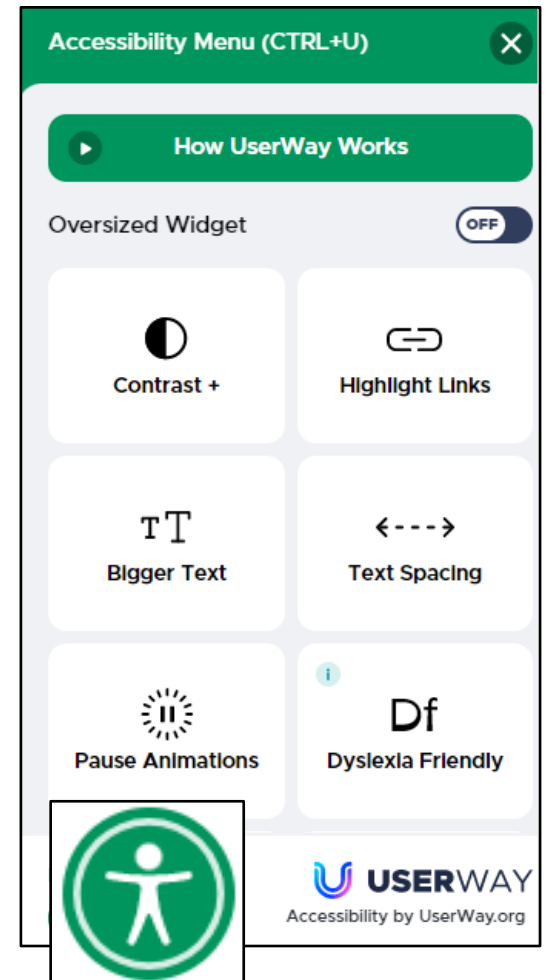 Accessibility Menu (CTRL+U)
How UserWay Works
Oversized Widget
OFF
Contrast +
Highlight Links
TT
Bigger Text
Text Spacing
i
Df
Pause Animations
Dyslexia Friendly
USERWAY
Accessibility by UserWay.org